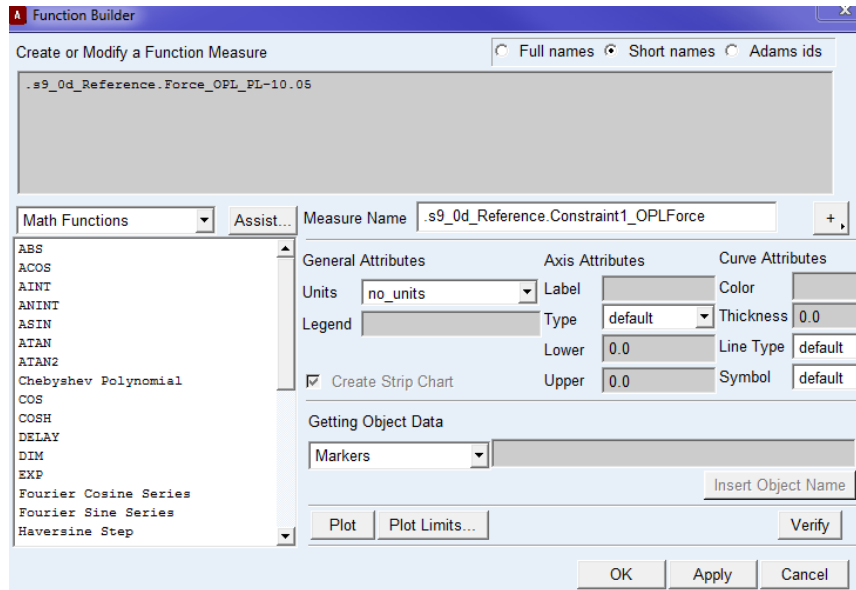 A Function Builder X
Create or Modify a Function Measure Full names Short names Adams ids
.s9_0d_Reference.Force_OPL_PL-10.05
Math Functions Assist... Measure Name .s9_0d_Reference.Constraint1_OPLForce +
ABS
ACOS
AINT
ANINT
ASIN
ATAN
ATAN2
Chebyshev Polynomial
COS
COSH
DELAY
DIM
EXP
Fourier Cosine Series
Fourier Sine Series
Haversine Step
General Attributes Axis Attributes Curve Attributes
Units no_units Label Color
Legend Type default Thickness 0.0
Lower 0.0 Line Type default
Create Strip Chart Upper 0.0 Symbol default
Getting Object Data
Markers
Insert Object Name
Plot Plot Limits... Verify
OK Apply Cancel